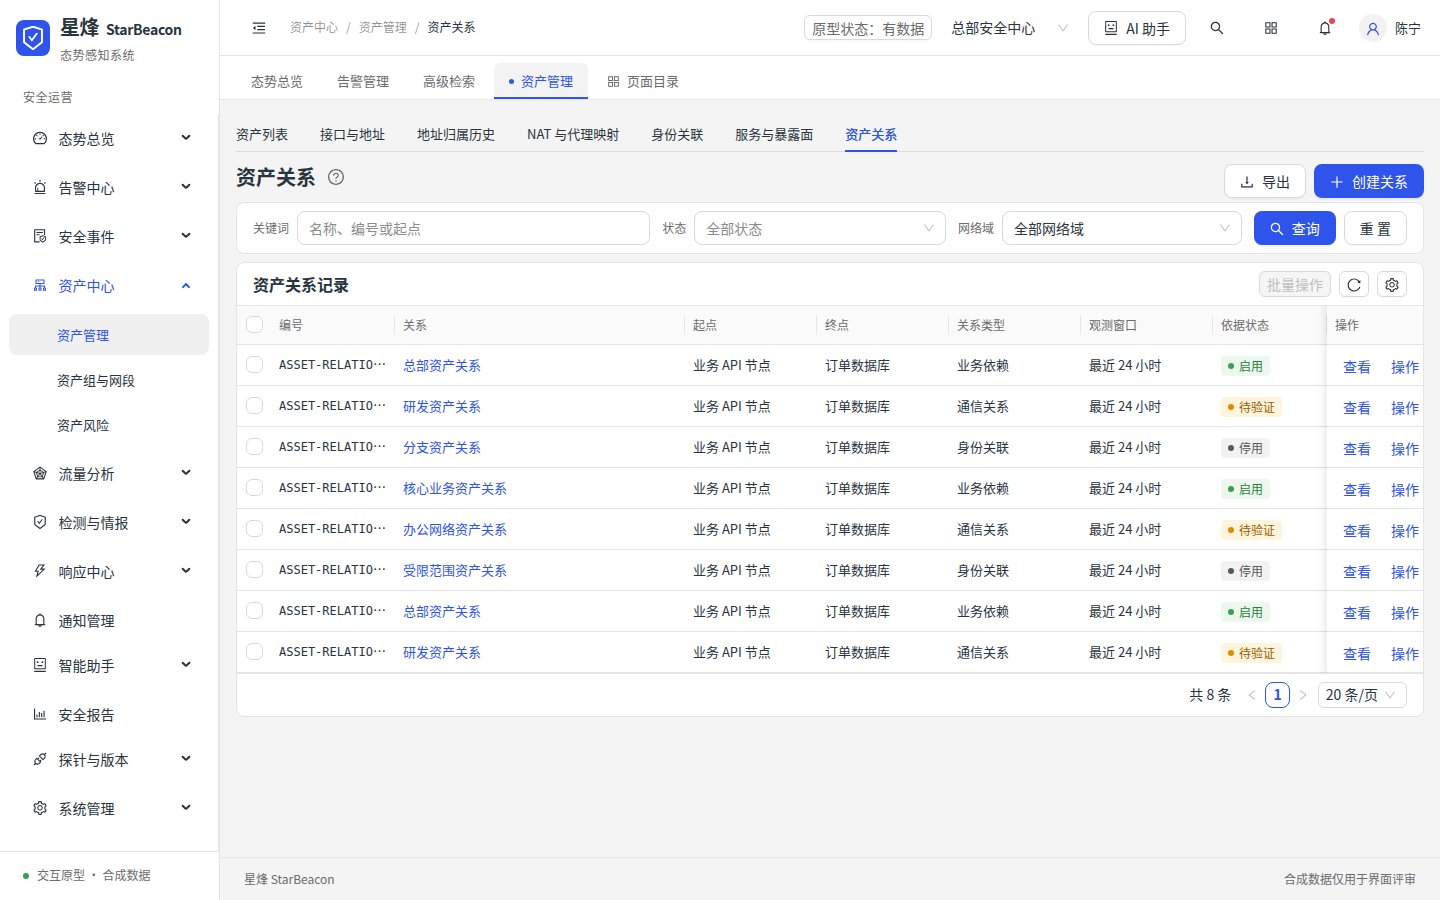 星烽 StarBeacon
态势感知系统
资产中心 / 资产管理 / 资产关系
原型状态：有数据
总部安全中心
AI 助手
陈宁
安全运营
态势总览
告警中心
安全事件
资产中心
资产管理
资产组与网段
资产风险
流量分析
检测与情报
响应中心
通知管理
智能助手
安全报告
探针与版本
系统管理
交互原型 · 合成数据
态势总览 告警管理 高级检索 资产管理 页面目录
资产列表 接口与地址 地址归属历史 NAT 与代理映射 身份关联 服务与暴露面 资产关系
资产关系
导出 创建关系
关键词 名称、编号或起点 状态 全部状态 网络域 全部网络域 查询 重 置
资产关系记录
批量操作
编号 关系 起点 终点 关系类型 观测窗口 依据状态 操作
ASSET-RELATIO··· 总部资产关系 业务 API 节点 订单数据库 业务依赖 最近 24 小时 启用 查看 操作
ASSET-RELATIO··· 研发资产关系 业务 API 节点 订单数据库 通信关系 最近 24 小时 待验证 查看 操作
ASSET-RELATIO··· 分支资产关系 业务 API 节点 订单数据库 身份关联 最近 24 小时 停用 查看 操作
ASSET-RELATIO··· 核心业务资产关系 业务 API 节点 订单数据库 业务依赖 最近 24 小时 启用 查看 操作
ASSET-RELATIO··· 办公网络资产关系 业务 API 节点 订单数据库 通信关系 最近 24 小时 待验证 查看 操作
ASSET-RELATIO··· 受限范围资产关系 业务 API 节点 订单数据库 身份关联 最近 24 小时 停用 查看 操作
ASSET-RELATIO··· 总部资产关系 业务 API 节点 订单数据库 业务依赖 最近 24 小时 启用 查看 操作
ASSET-RELATIO··· 研发资产关系 业务 API 节点 订单数据库 通信关系 最近 24 小时 待验证 查看 操作
共 8 条 < 1 > 20 条/页
星烽 StarBeacon
合成数据仅用于界面评审